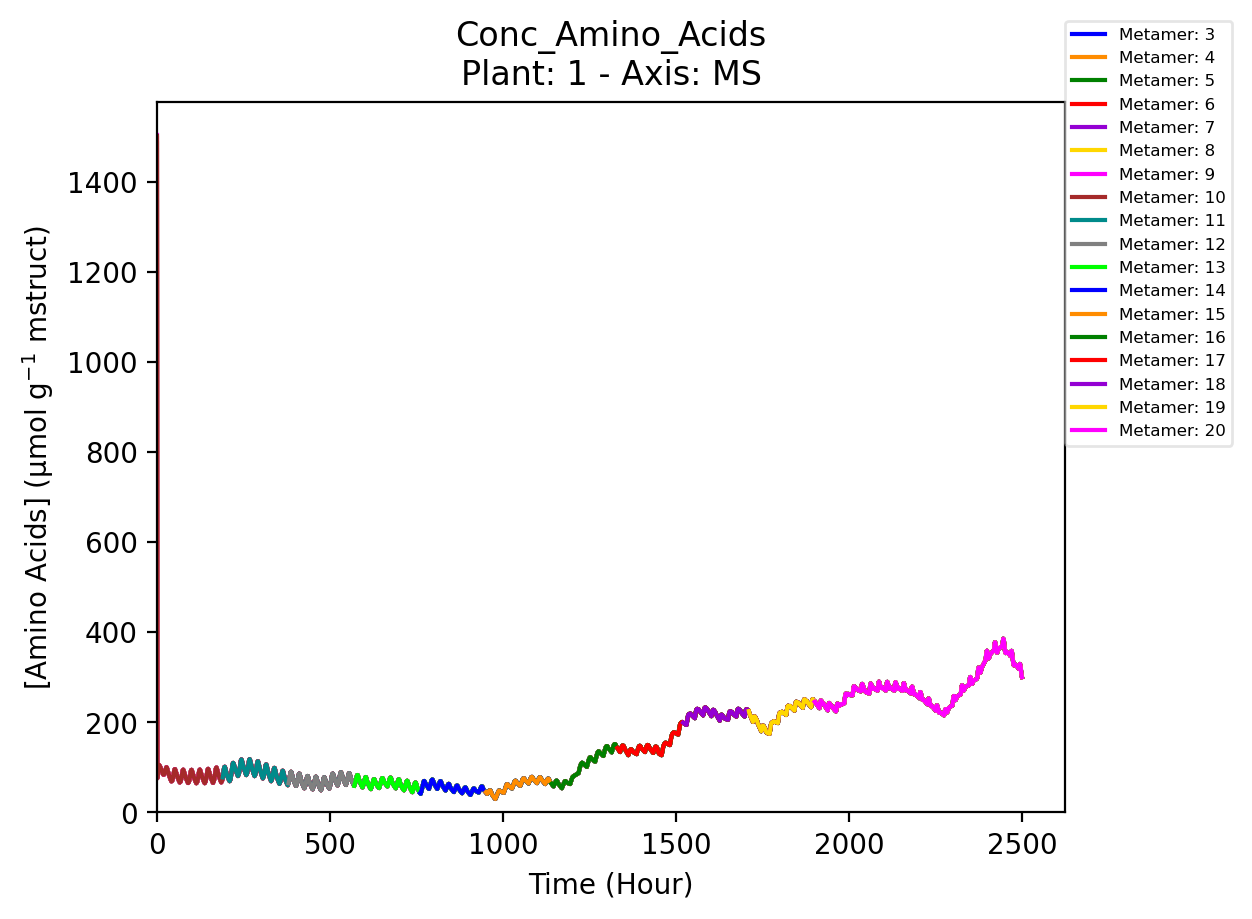 Conc_Amino_Acids
Plant: 1 - Axis: MS
Metamer: 3
Metamer: 4
Metamer: 5
Metamer: 6
Metamer: 7
Metamer: 8
Metamer: 9
Metamer: 10
Metamer: 11
Metamer: 12
Metamer: 13
Metamer: 14
Metamer: 15
Metamer: 16
Metamer: 17
Metamer: 18
Metamer: 19
Metamer: 20
[Amino Acids] (µmol g⁻¹ mstruct)
1400
1200
1000
800
600
400
200
0
0 500 1000 1500 2000 2500
Time (Hour)